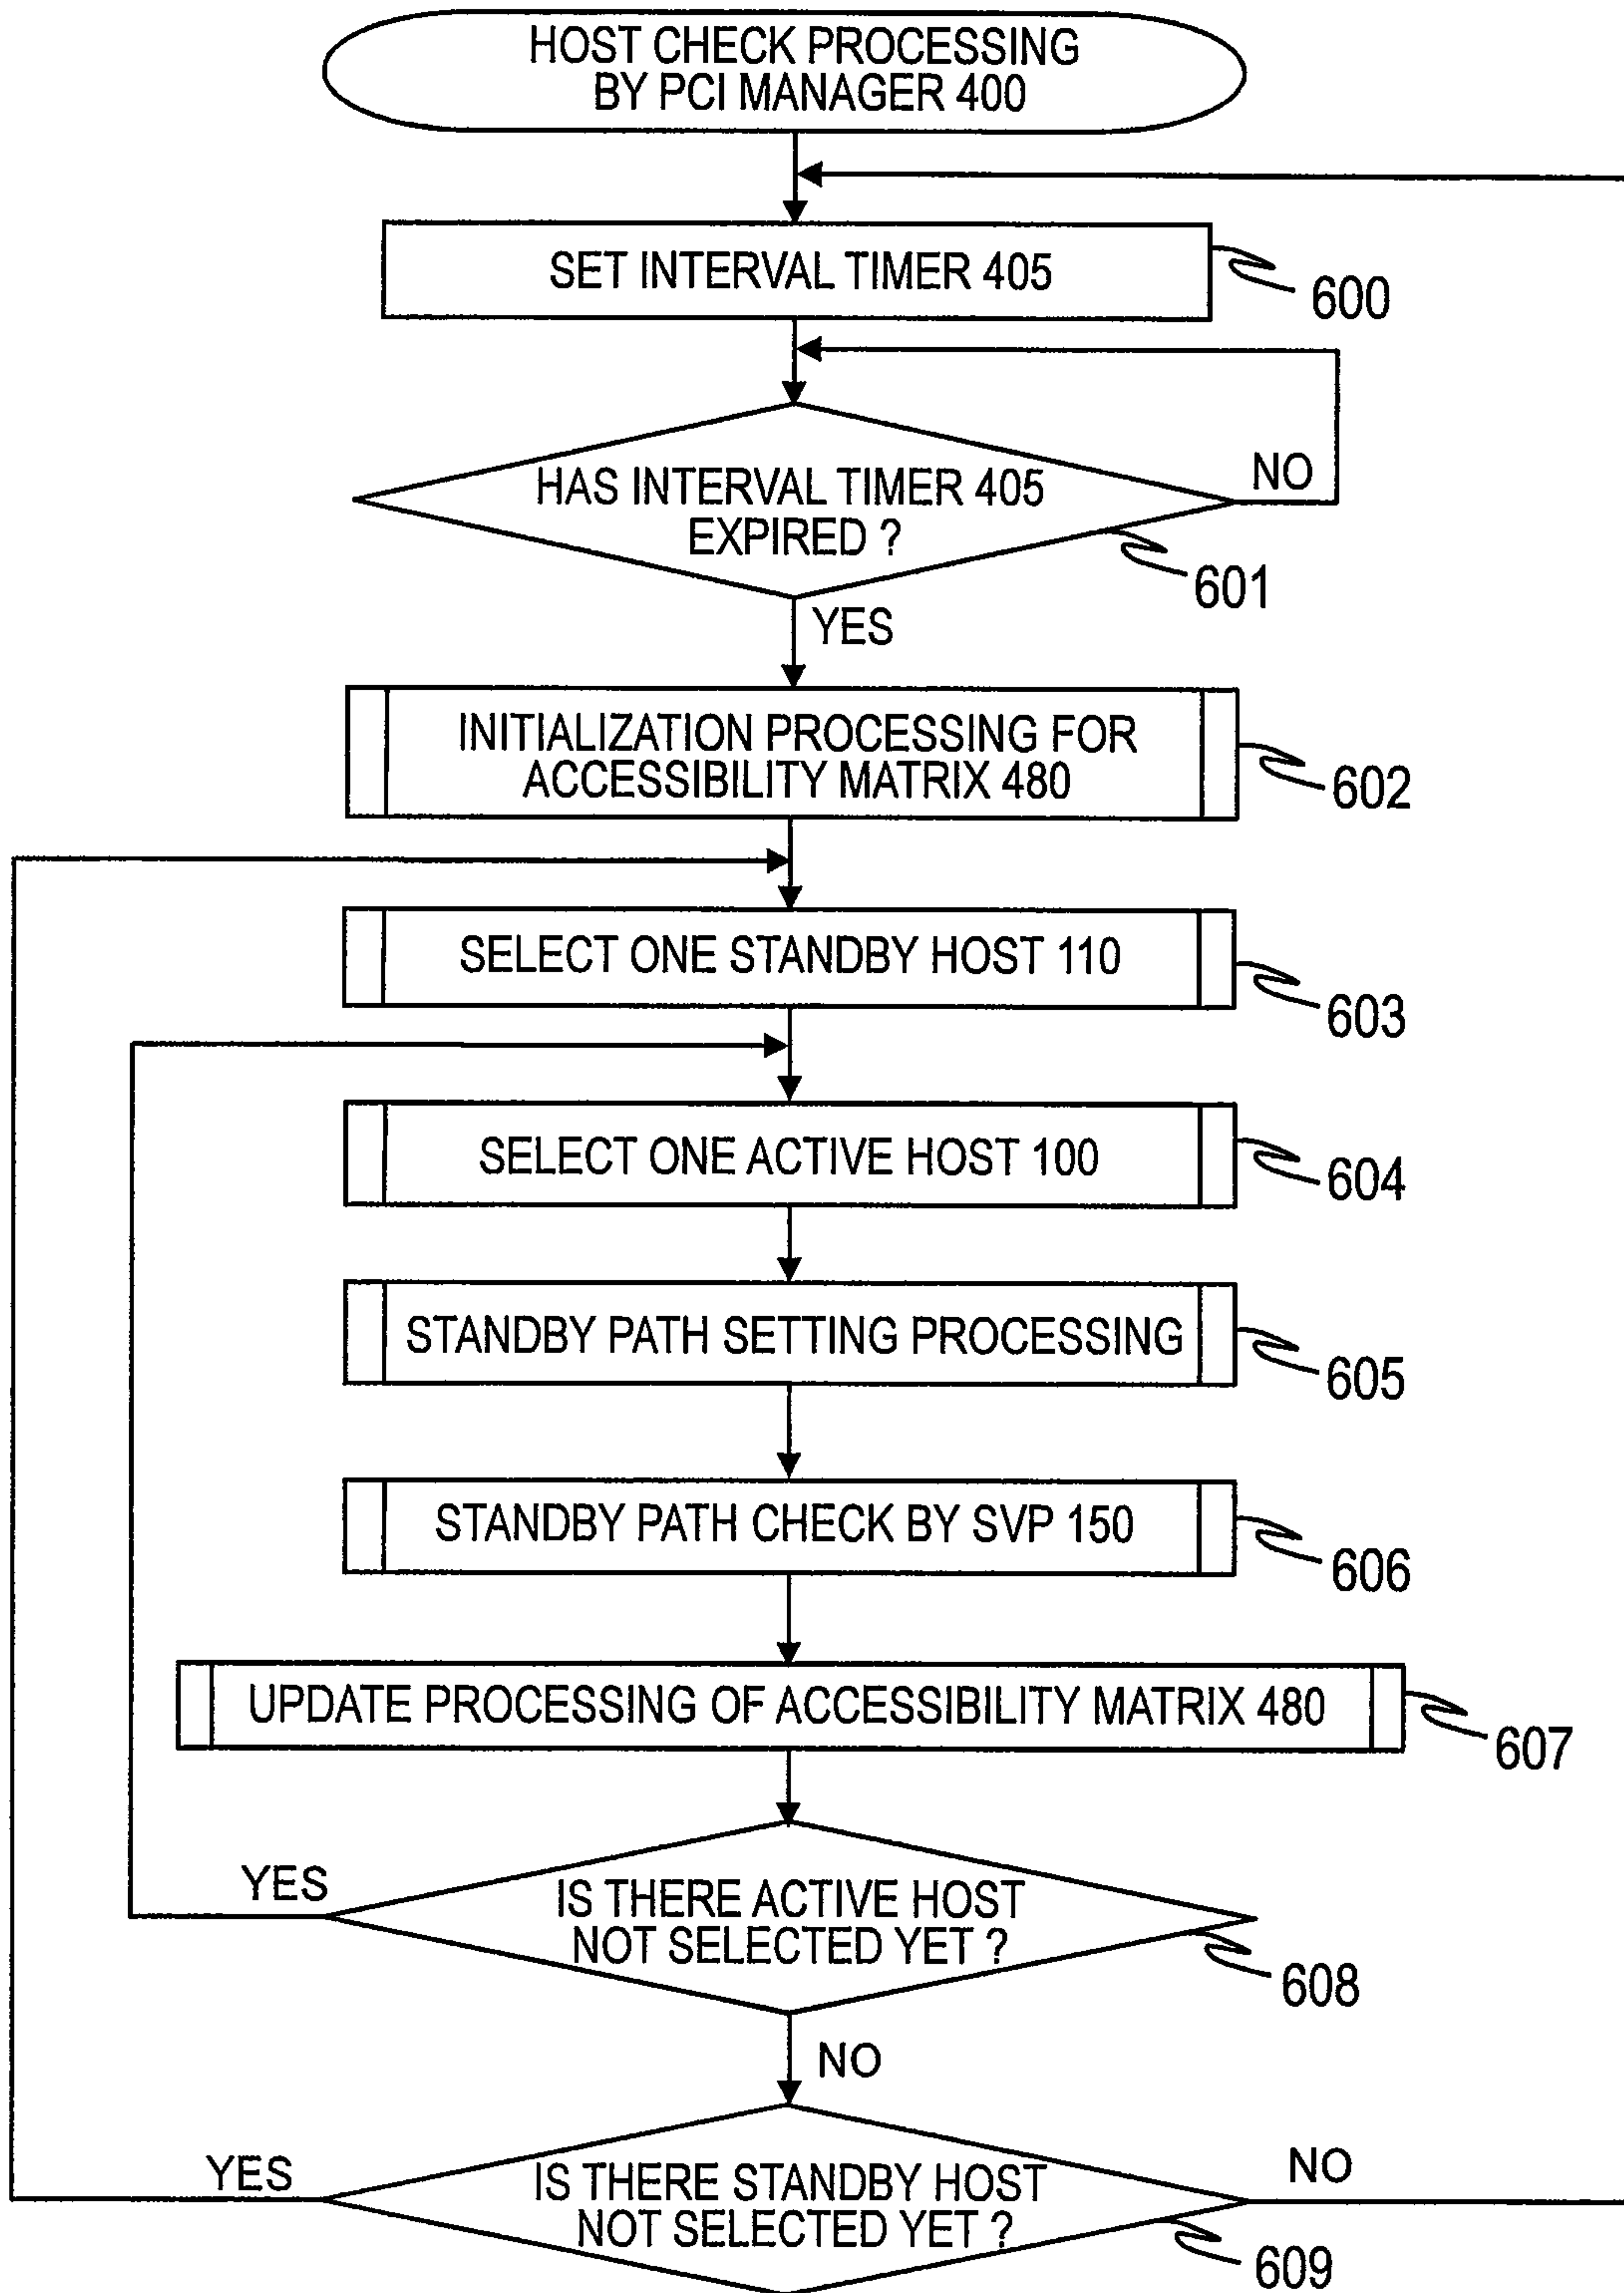 HOST CHECK PROCESSING
BY PCI MANAGER 400
SET INTERVAL TIMER 405
600
HAS INTERVAL TIMER 405
EXPIRED ?
NO
601
YES
INITIALIZATION PROCESSING FOR
ACCESSIBILITY MATRIX 480
602
SELECT ONE STANDBY HOST 110
603
SELECT ONE ACTIVE HOST 100
604
STANDBY PATH SETTING PROCESSING
605
STANDBY PATH CHECK BY SVP 150
606
UPDATE PROCESSING OF ACCESSIBILITY MATRIX 480
607
YES
IS THERE ACTIVE HOST
NOT SELECTED YET ?
608
NO
YES
IS THERE STANDBY HOST
NOT SELECTED YET ?
NO
609